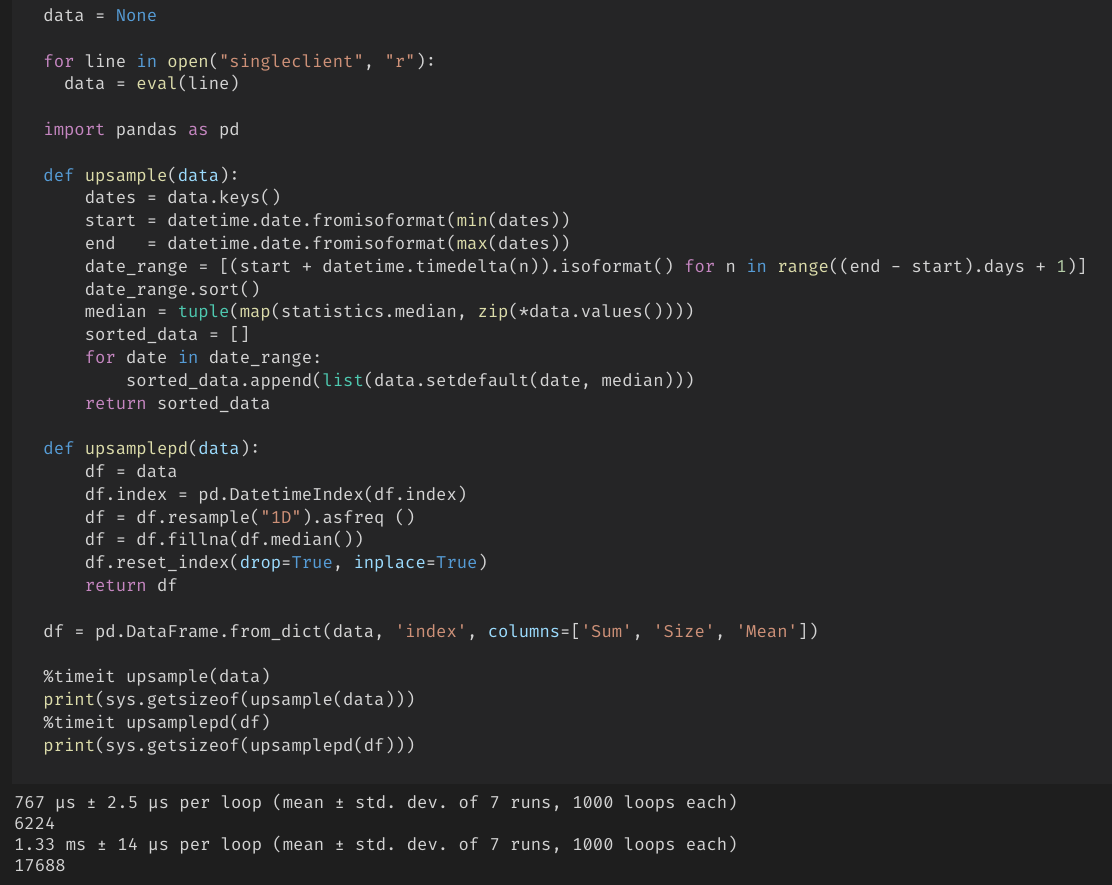 data = None

for line in open("singleclient", "r"):
  data = eval(line)

import pandas as pd

def upsample(data):
    dates = data.keys()
    start = datetime.date.fromisoformat(min(dates))
    end   = datetime.date.fromisoformat(max(dates))
    date_range = [(start + datetime.timedelta(n)).isoformat() for n in range((end - start).days + 1)]
    date_range.sort()
    median = tuple(map(statistics.median, zip(*data.values())))
    sorted_data = []
    for date in date_range:
        sorted_data.append(list(data.setdefault(date, median)))
    return sorted_data

def upsamplepd(data):
    df = data
    df.index = pd.DatetimeIndex(df.index)
    df = df.resample("1D").asfreq ()
    df = df.fillna(df.median())
    df.reset_index(drop=True, inplace=True)
    return df

df = pd.DataFrame.from_dict(data, 'index', columns=['Sum', 'Size', 'Mean'])

%timeit upsample(data)
print(sys.getsizeof(upsample(data)))
%timeit upsamplepd(df)
print(sys.getsizeof(upsamplepd(df)))

767 µs ± 2.5 µs per loop (mean ± std. dev. of 7 runs, 1000 loops each)
6224
1.33 ms ± 14 µs per loop (mean ± std. dev. of 7 runs, 1000 loops each)
17688